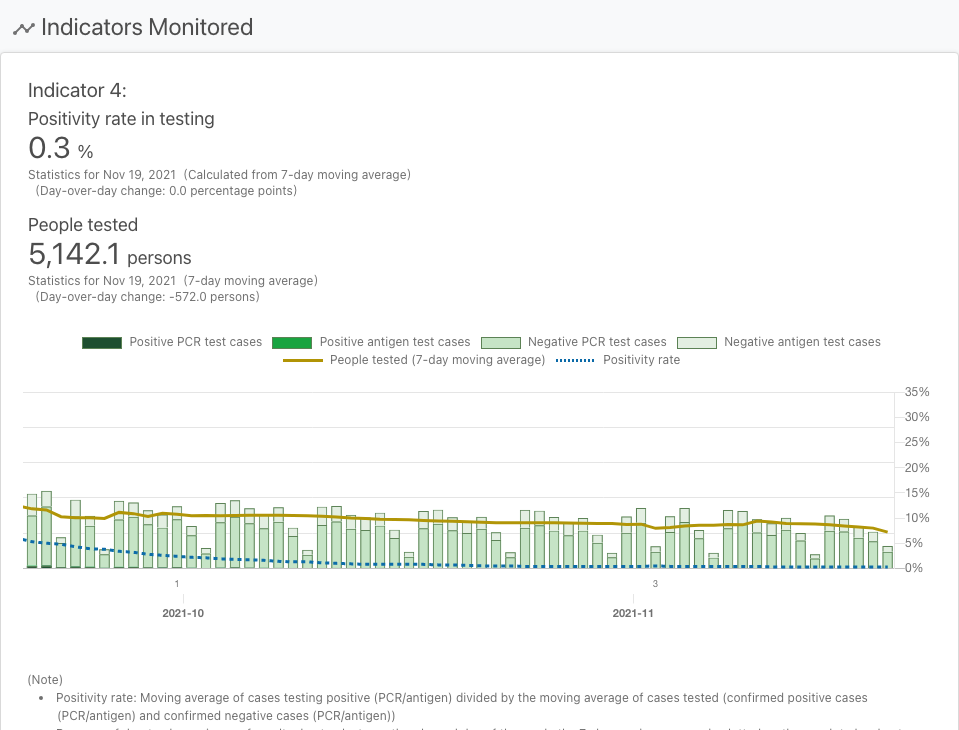 Indicators Monitored
Indicator 4:
Positivity rate in testing
0.3 %
Statistics for Nov 19, 2021 (Calculated from 7-day moving average)
(Day-over-day change: 0.0 percentage points)
People tested
5,142.1 persons
Statistics for Nov 19, 2021 (7-day moving average)
(Day-over-day change: -572.0 persons)
Positive PCR test cases Positive antigen test cases Negative PCR test cases Negative antigen test cases
People tested (7-day moving average) Positivity rate
35%
30%
25%
20%
15%
10%
5%
0%
1 3
2021-10 2021-11
(Note)
• Positivity rate: Moving average of cases testing positive (PCR/antigen) divided by the moving average of cases tested (confirmed positive cases
(PCR/antigen) and confirmed negative cases (PCR/antigen))